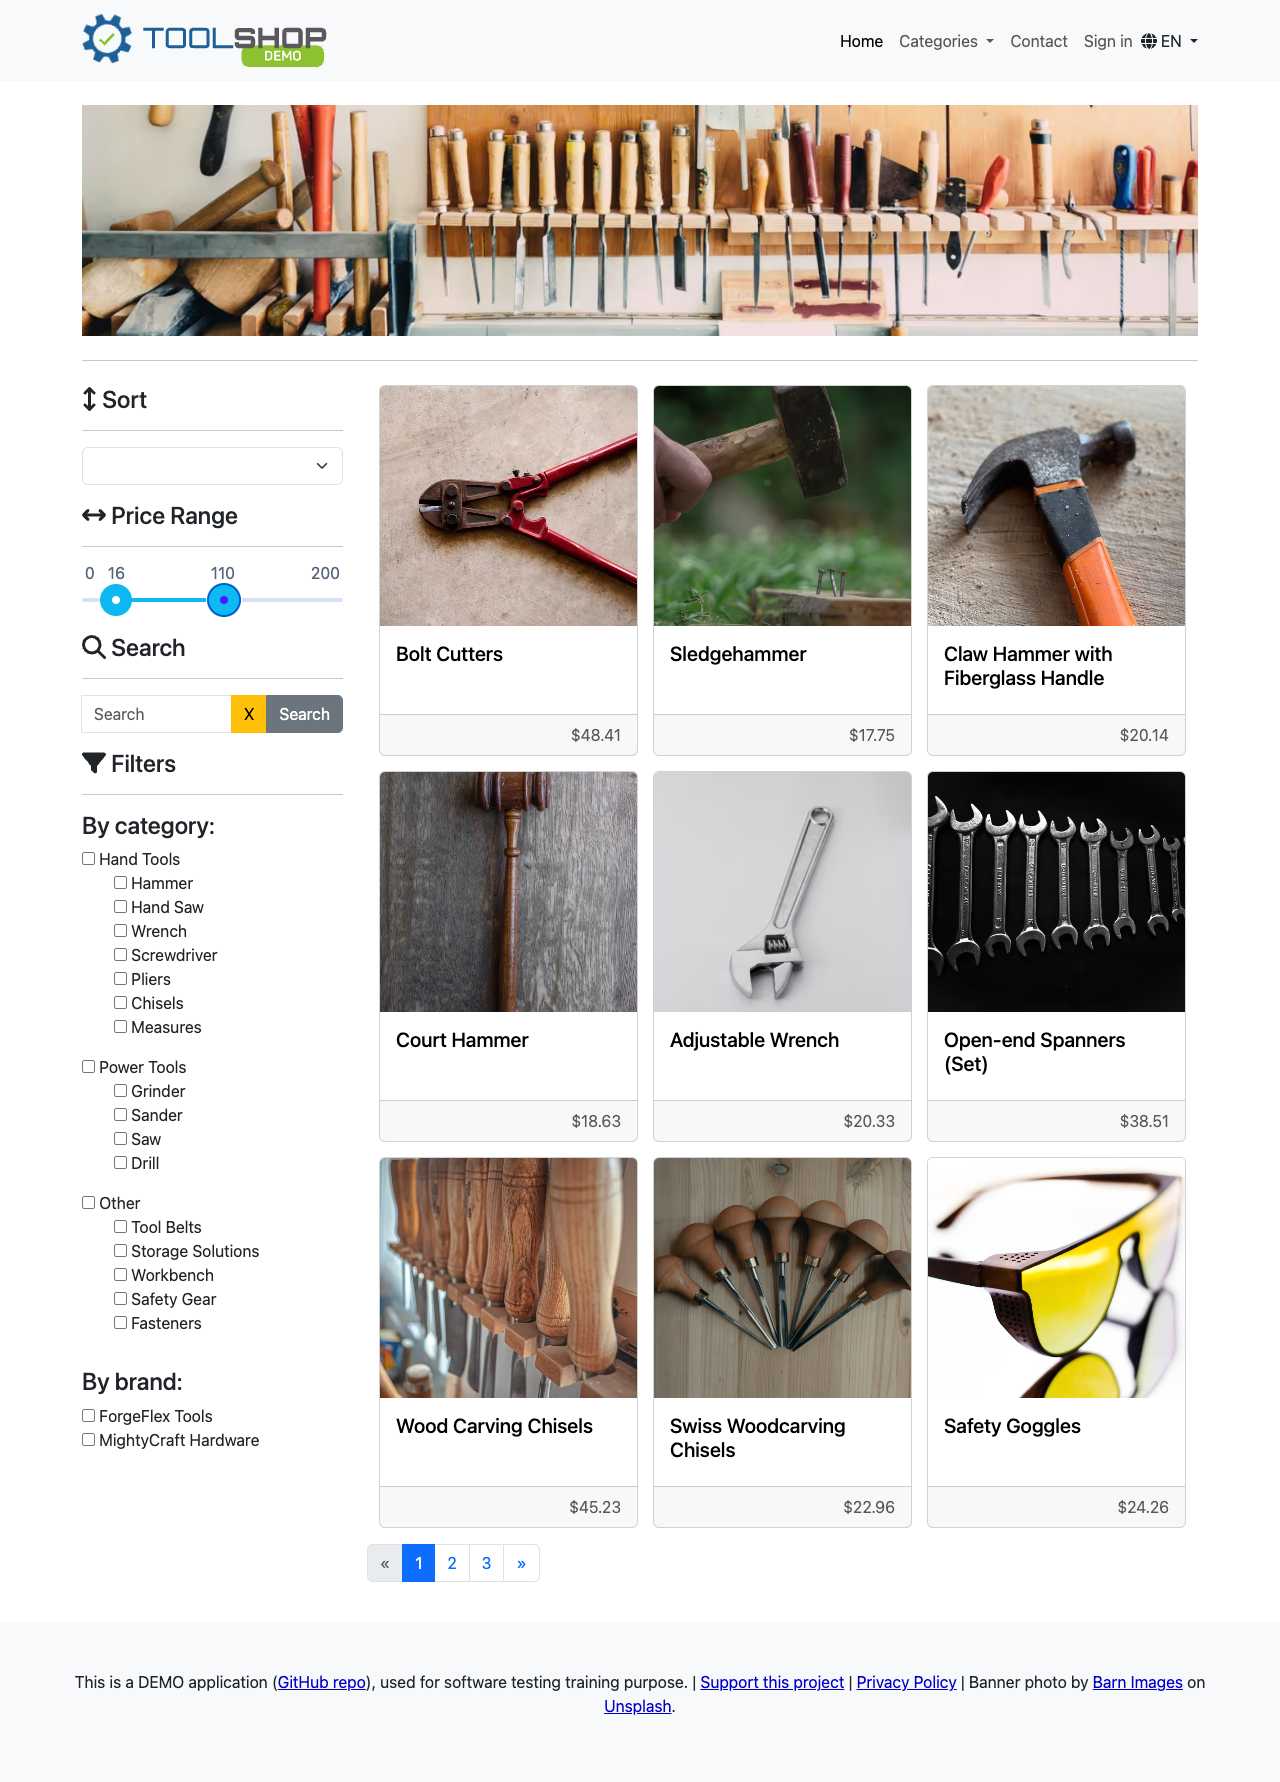 TOOLSHOP
DEMO
Home Categories Contact Sign in EN
Sort
Price Range
0 16 110 200
Search
Search X Search
Filters
By category:
Hand Tools
Hammer
Hand Saw
Wrench
Screwdriver
Pliers
Chisels
Measures
Power Tools
Grinder
Sander
Saw
Drill
Other
Tool Belts
Storage Solutions
Workbench
Safety Gear
Fasteners
By brand:
ForgeFlex Tools
MightyCraft Hardware
Bolt Cutters
$48.41
Sledgehammer
$17.75
Claw Hammer with
Fiberglass Handle
$20.14
Court Hammer
$18.63
Adjustable Wrench
$20.33
Open-end Spanners
(Set)
$38.51
Wood Carving Chisels
$45.23
Swiss Woodcarving
Chisels
$22.96
Safety Goggles
$24.26
« 1 2 3 »
This is a DEMO application (GitHub repo), used for software testing training purpose. | Support this project | Privacy Policy | Banner photo by Barn Images on
Unsplash.